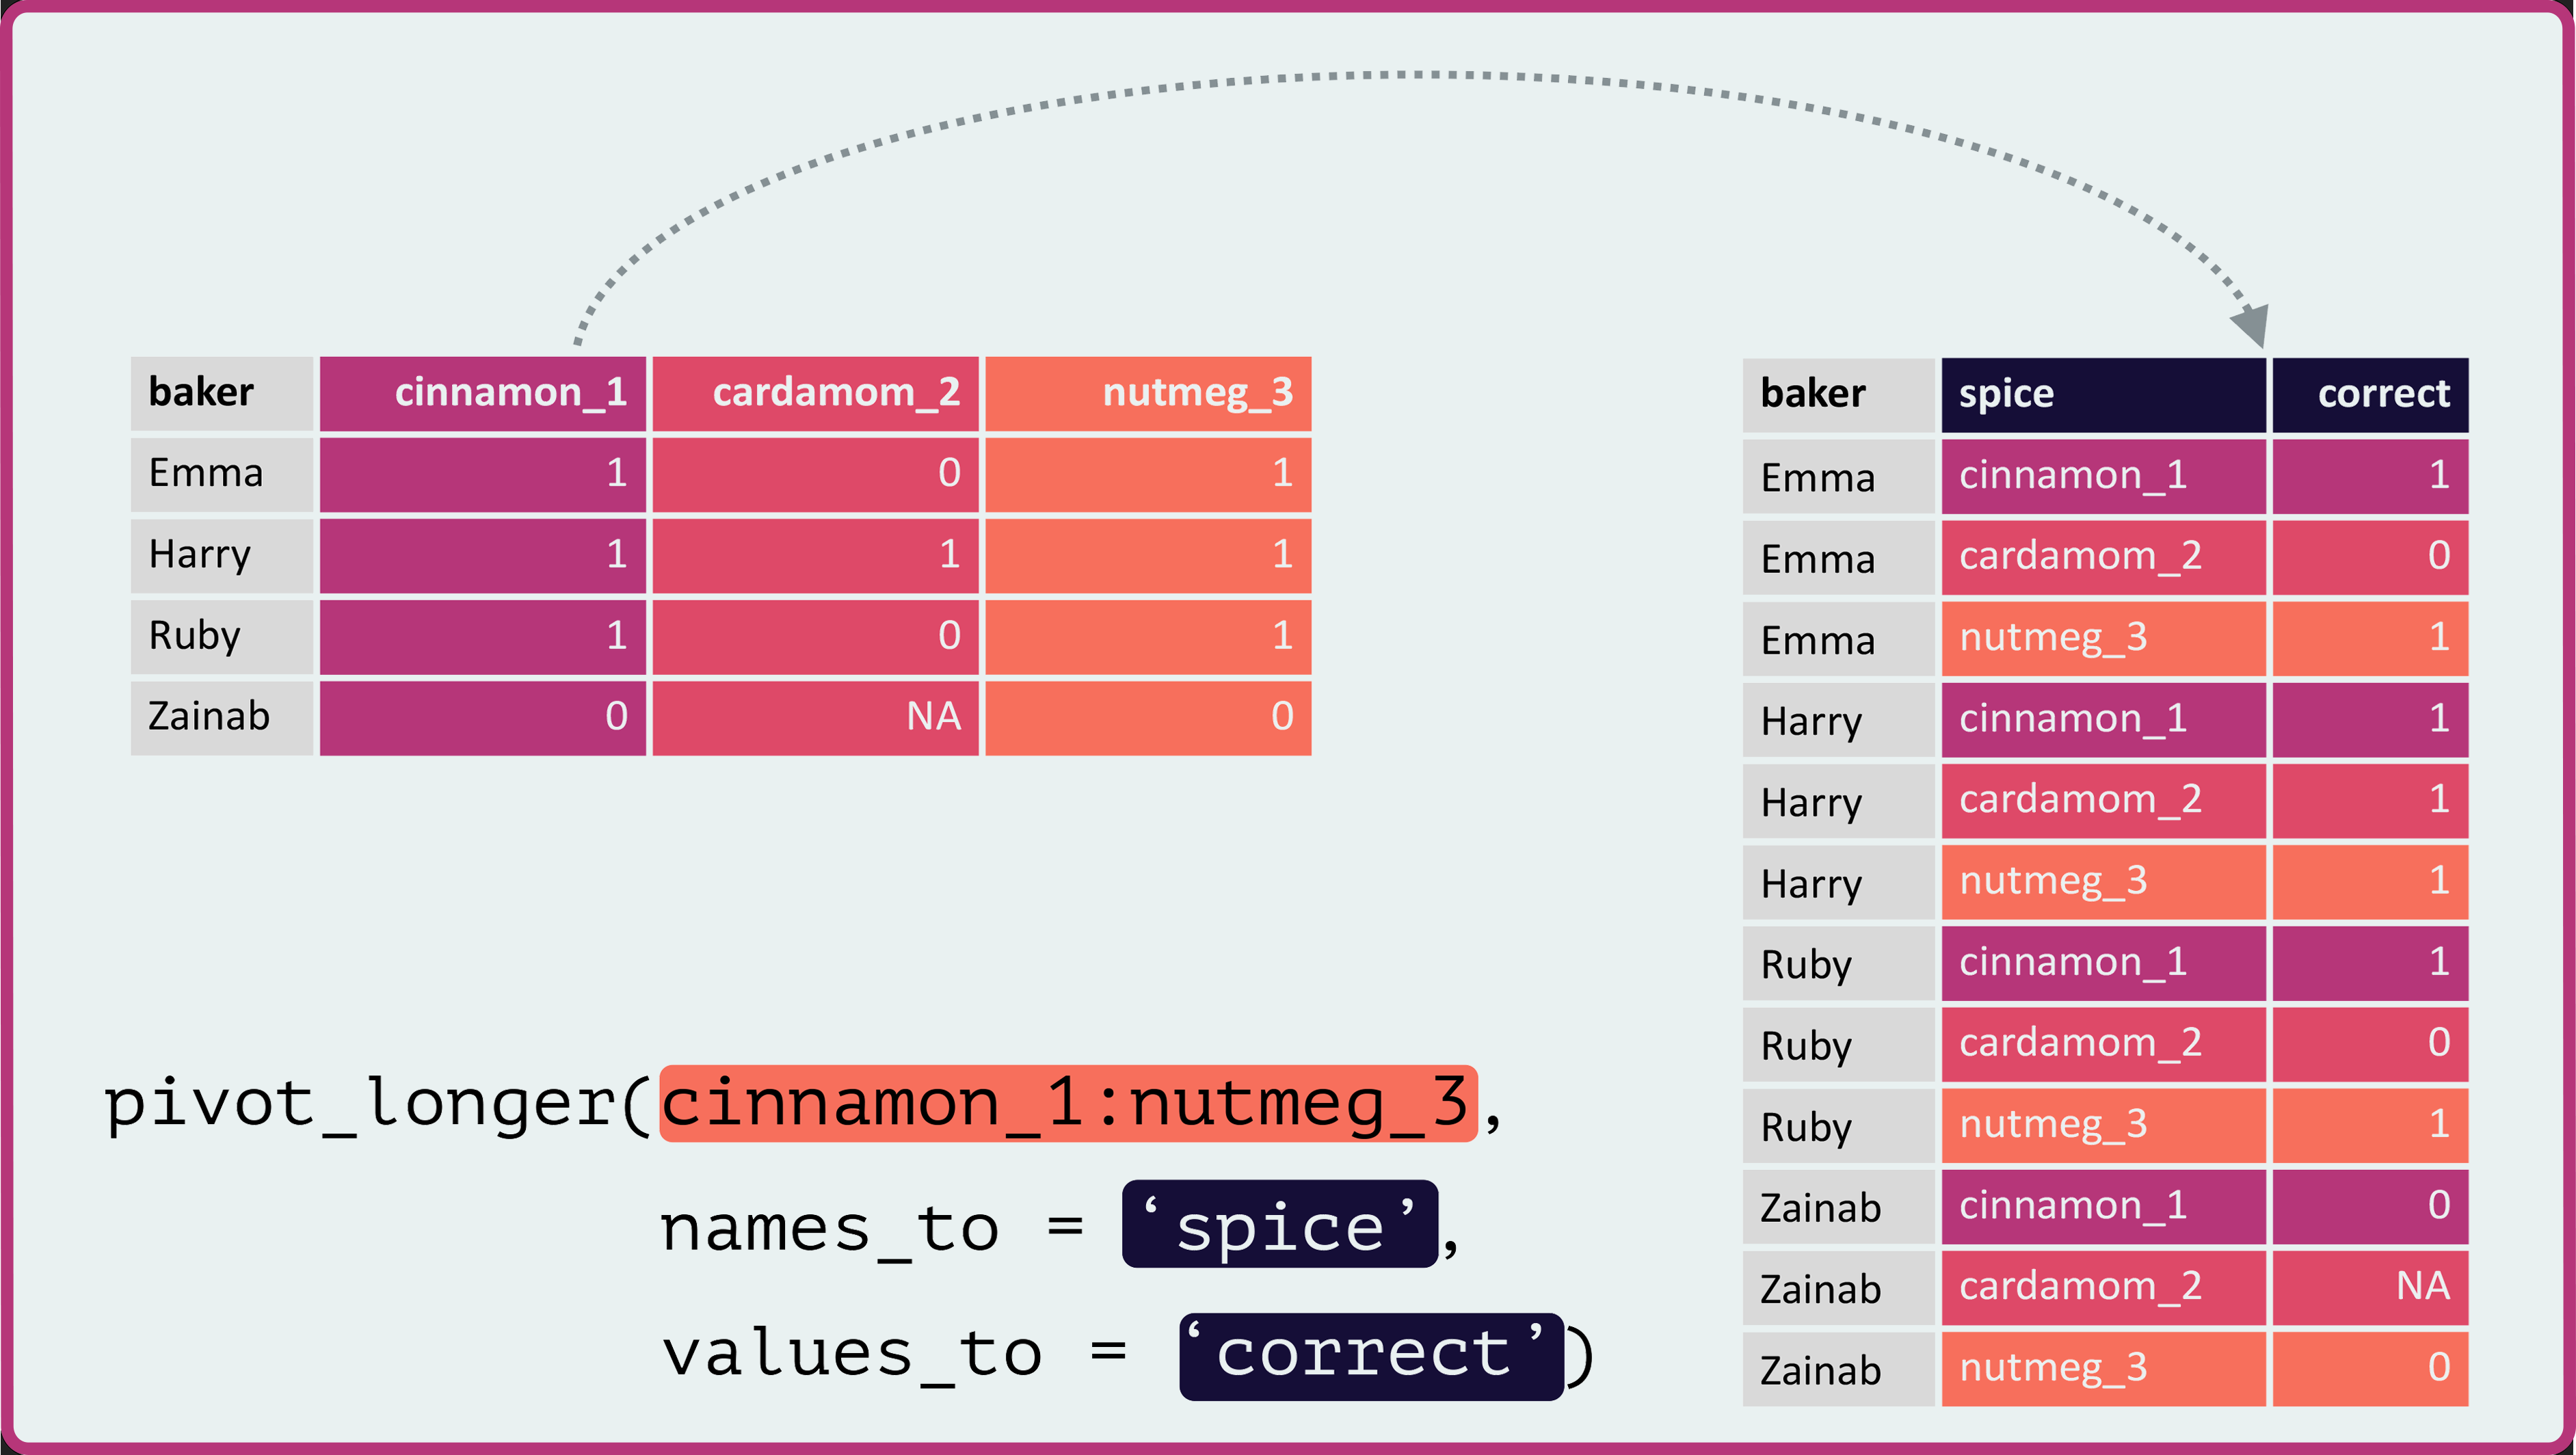 baker cinnamon_1 cardamom_2 nutmeg_3
Emma 1 0 1
Harry 1 1 1
Ruby 1 0 1
Zainab 0 NA 0
pivot_longer(cinnamon_1:nutmeg_3,
names_to = ‘spice’,
values_to = ‘correct’)
baker spice correct
Emma cinnamon_1 1
Emma cardamom_2 0
Emma nutmeg_3 1
Harry cinnamon_1 1
Harry cardamom_2 1
Harry nutmeg_3 1
Ruby cinnamon_1 1
Ruby cardamom_2 0
Ruby nutmeg_3 1
Zainab cinnamon_1 0
Zainab cardamom_2 NA
Zainab nutmeg_3 0